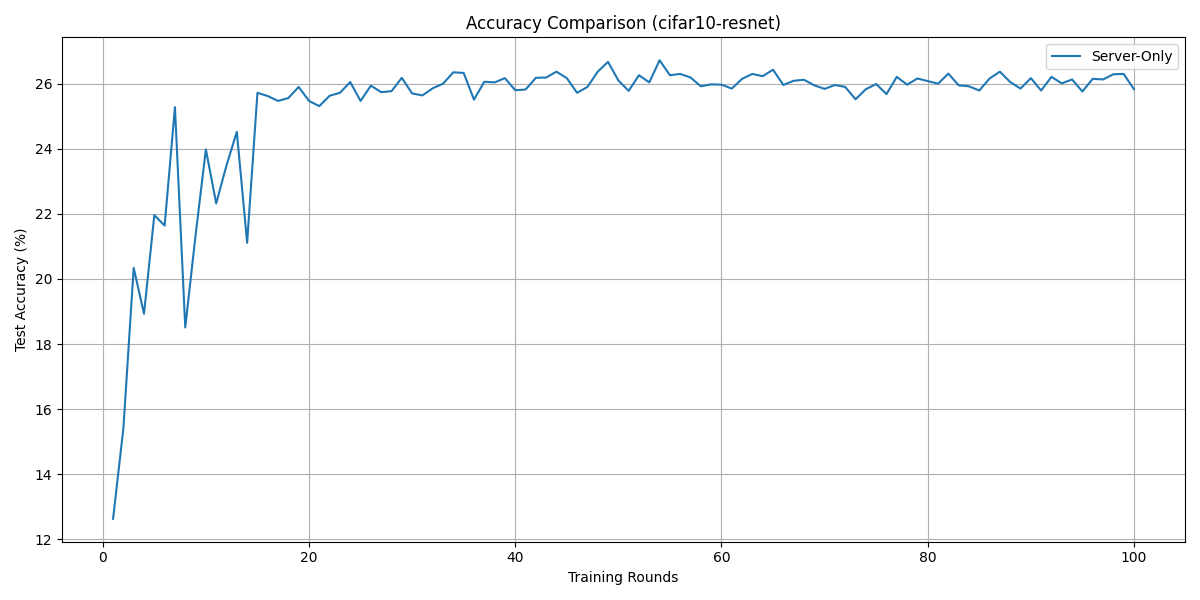 Accuracy Comparison (cifar10-resnet)
Server-Only
Test Accuracy (%)
26
24
22
20
18
16
14
12
0 20 40 60 80 100
Training Rounds